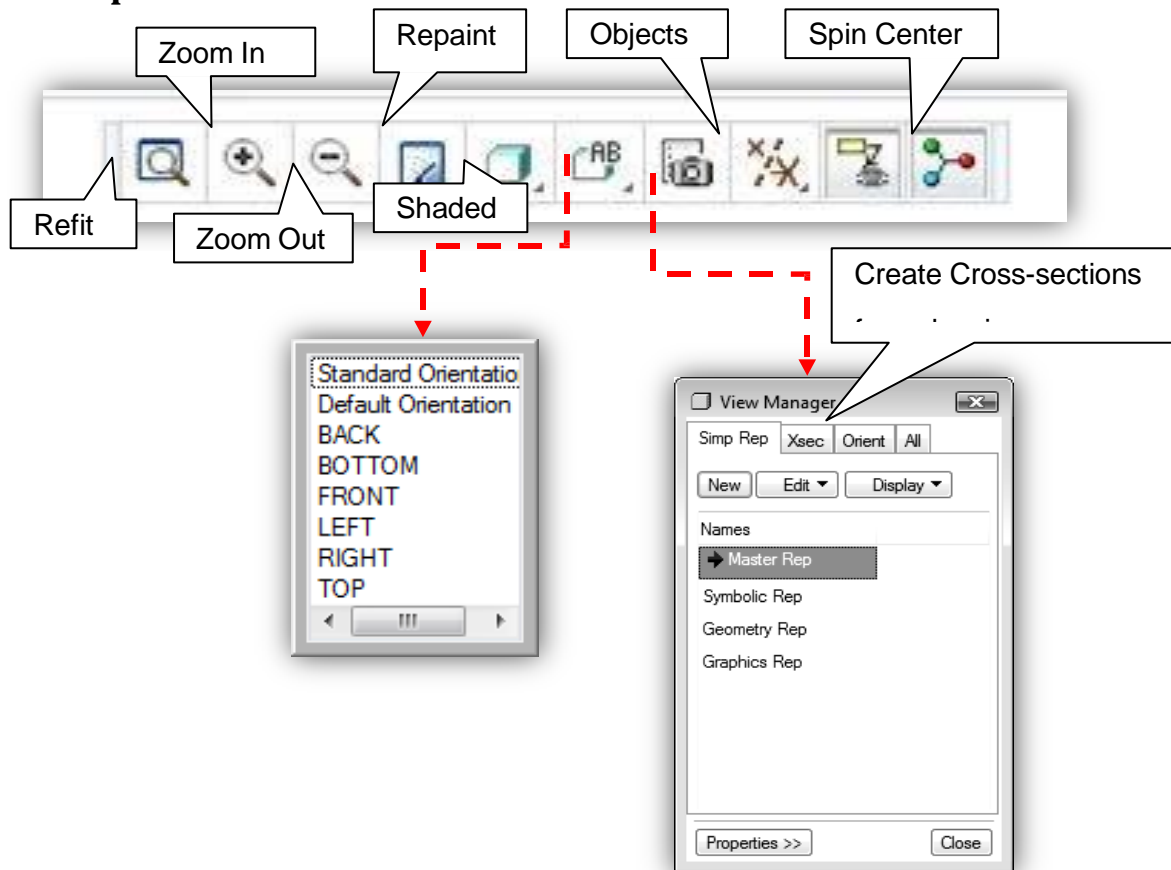 Zoom In
Repaint
Objects
Spin Center
AB
Refit
Zoom Out
Shaded
Create Cross-sections
Standard Orientatio
Default Orientation
BACK
BOTTOM
FRONT
LEFT
RIGHT
TOP
View Manager
Simp Rep Xsec Orient All
New Edit Display
Names
Master Rep
Symbolic Rep
Geometry Rep
Graphics Rep
Properties >> Close